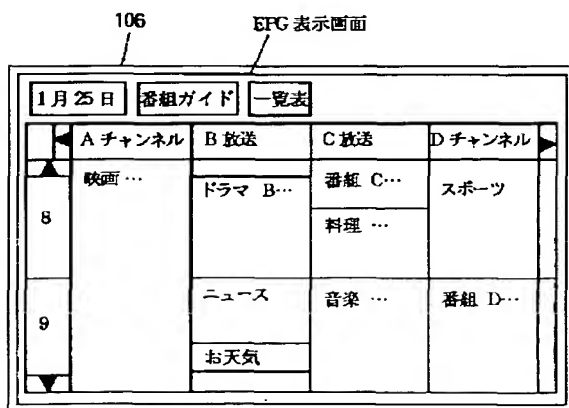 106 EPG 表示画面
1月25日 番組ガイド 一覧表
Aチャンネル B放送 C放送 Dチャンネル
映画 … ドラマ B… 番組 C… スポーツ
8
料理 …
ニュース 音楽 … 番組 D…
9
お天気